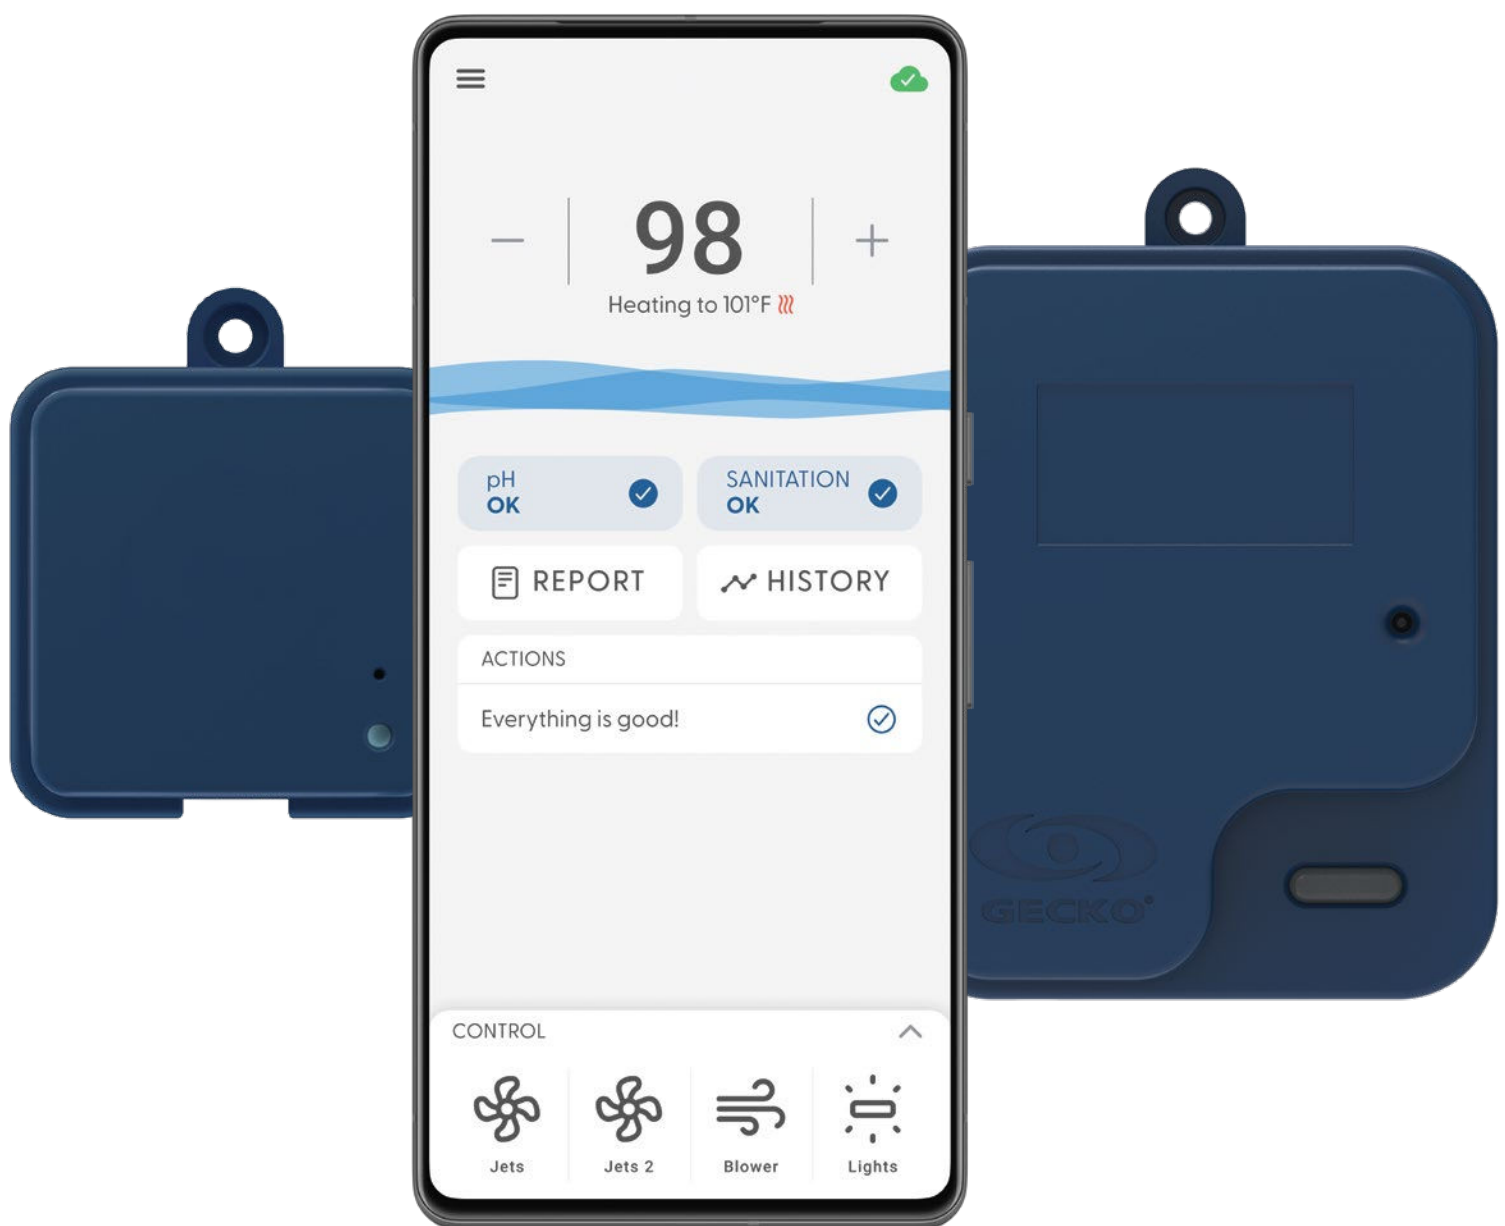 98
Heating to 101°F
pH
OK
SANITATION
OK
REPORT
HISTORY
ACTIONS
Everything is good!
CONTROL
Jets
Jets 2
Blower
Lights
GECKO